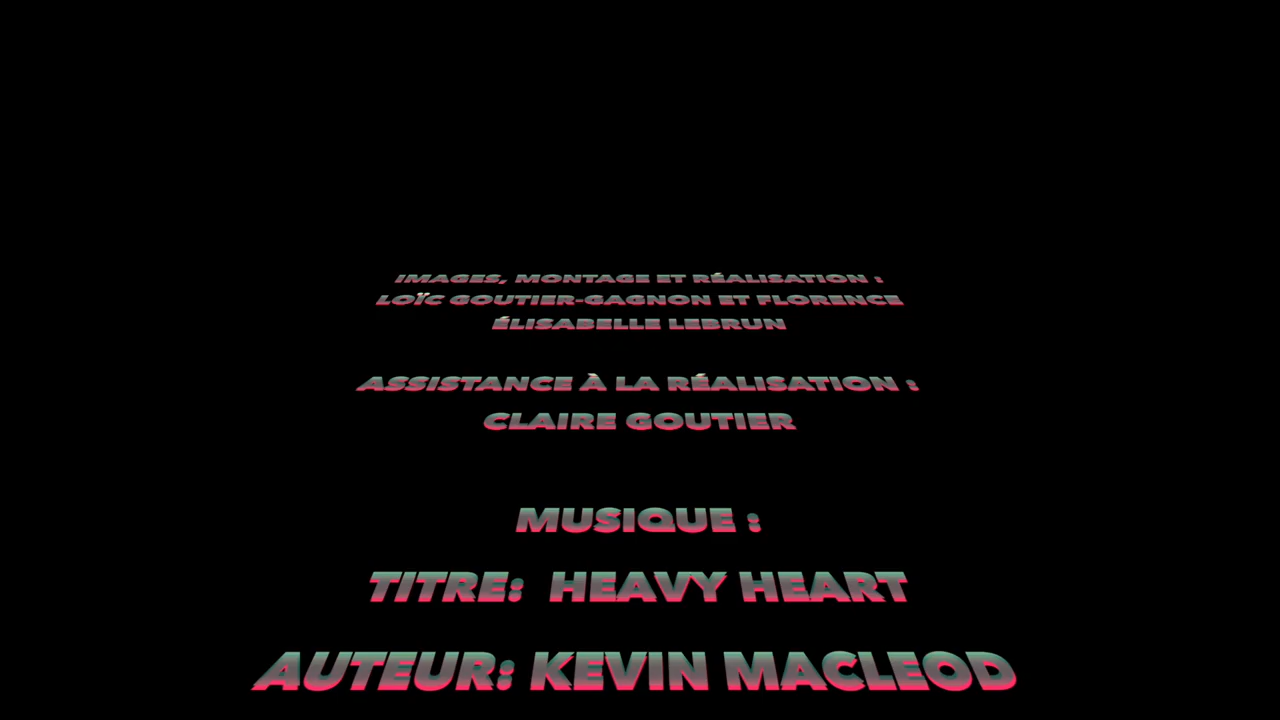 IMAGES, MONTAGE ET RÉALISATION :
LOÏC GOUTIER-GAGNON ET FLORENCE
ÉLISABELLE LEBRUN
ASSISTANCE À LA RÉALISATION :
CLAIRE GOUTIER
MUSIQUE :
TITRE: HEAVY HEART
AUTEUR: KEVIN MACLEOD